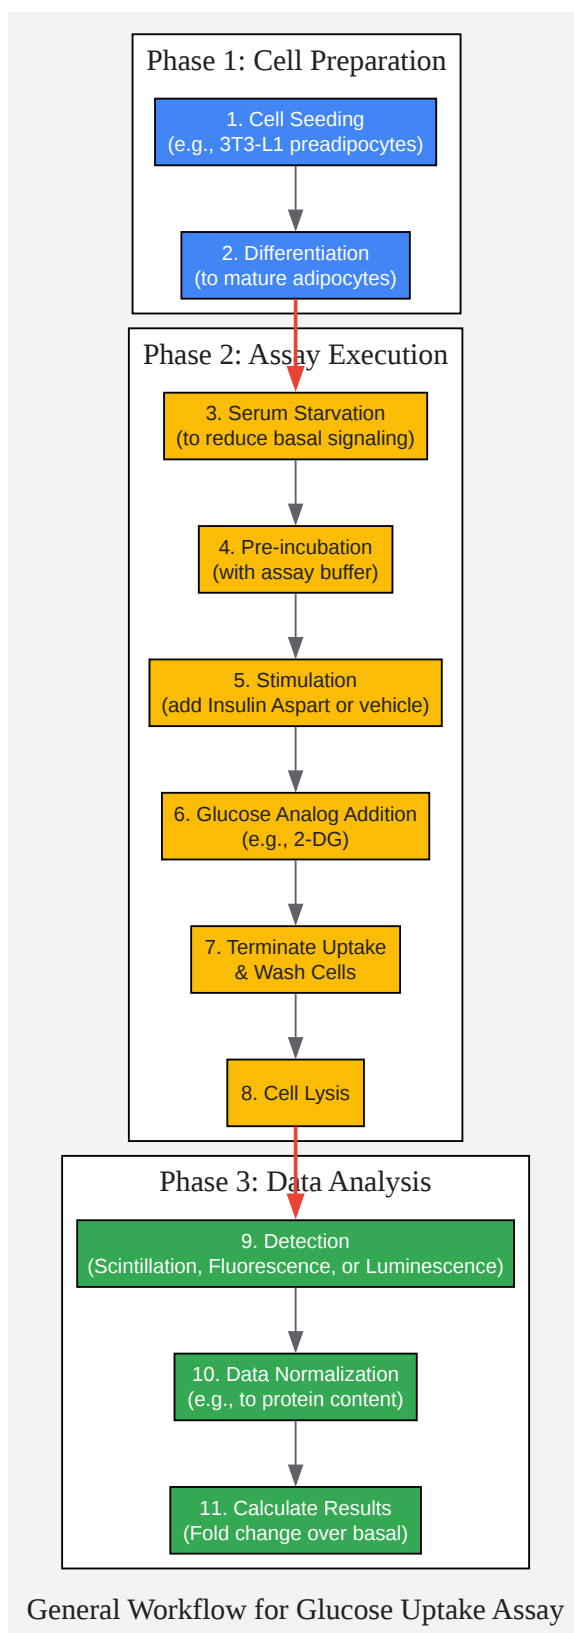 Phase 1: Cell Preparation
1. Cell Seeding
(e.g., 3T3-L1 preadipocytes)
2. Differentiation
(to mature adipocytes)
Phase 2: Assay Execution
3. Serum Starvation
(to reduce basal signaling)
4. Pre-incubation
(with assay buffer)
5. Stimulation
(add Insulin Aspart or vehicle)
6. Glucose Analog Addition
(e.g., 2-DG)
7. Terminate Uptake
& Wash Cells
8. Cell Lysis
Phase 3: Data Analysis
9. Detection
(Scintillation, Fluorescence, or Luminescence)
10. Data Normalization
(e.g., to protein content)
11. Calculate Results
(Fold change over basal)
General Workflow for Glucose Uptake Assay